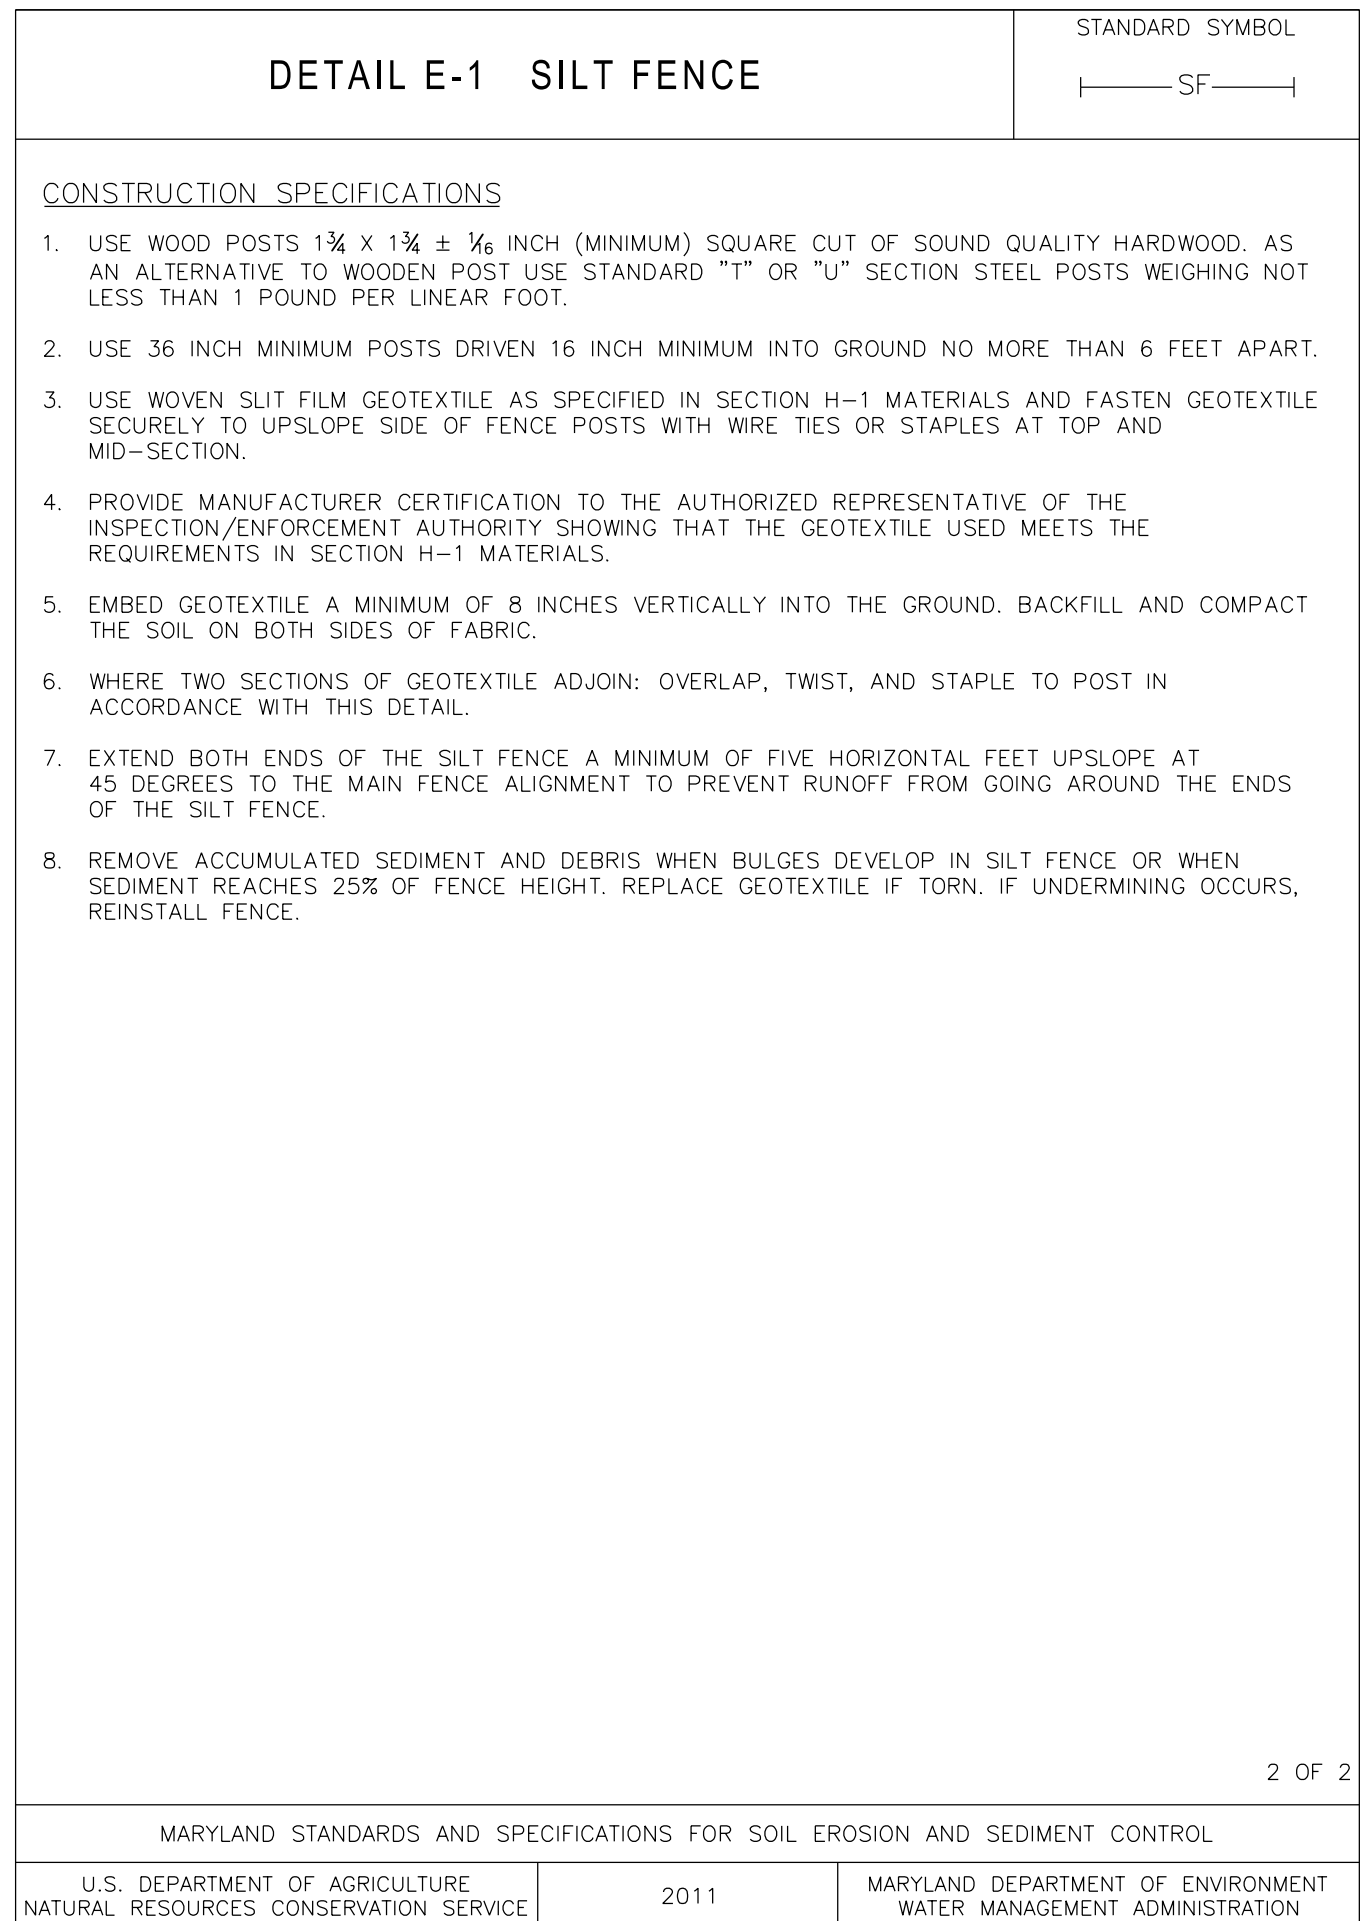 DETAIL E-1 SILT FENCE
STANDARD SYMBOL
SF
CONSTRUCTION SPECIFICATIONS
1. USE WOOD POSTS 1¾ X 1¾ ± 1/16 INCH (MINIMUM) SQUARE CUT OF SOUND QUALITY HARDWOOD. AS
AN ALTERNATIVE TO WOODEN POST USE STANDARD "T" OR "U" SECTION STEEL POSTS WEIGHING NOT
LESS THAN 1 POUND PER LINEAR FOOT.
2. USE 36 INCH MINIMUM POSTS DRIVEN 16 INCH MINIMUM INTO GROUND NO MORE THAN 6 FEET APART.
3. USE WOVEN SLIT FILM GEOTEXTILE AS SPECIFIED IN SECTION H-1 MATERIALS AND FASTEN GEOTEXTILE
SECURELY TO UPSLOPE SIDE OF FENCE POSTS WITH WIRE TIES OR STAPLES AT TOP AND
MID-SECTION.
4. PROVIDE MANUFACTURER CERTIFICATION TO THE AUTHORIZED REPRESENTATIVE OF THE
INSPECTION/ENFORCEMENT AUTHORITY SHOWING THAT THE GEOTEXTILE USED MEETS THE
REQUIREMENTS IN SECTION H-1 MATERIALS.
5. EMBED GEOTEXTILE A MINIMUM OF 8 INCHES VERTICALLY INTO THE GROUND. BACKFILL AND COMPACT
THE SOIL ON BOTH SIDES OF FABRIC.
6. WHERE TWO SECTIONS OF GEOTEXTILE ADJOIN: OVERLAP, TWIST, AND STAPLE TO POST IN
ACCORDANCE WITH THIS DETAIL.
7. EXTEND BOTH ENDS OF THE SILT FENCE A MINIMUM OF FIVE HORIZONTAL FEET UPSLOPE AT
45 DEGREES TO THE MAIN FENCE ALIGNMENT TO PREVENT RUNOFF FROM GOING AROUND THE ENDS
OF THE SILT FENCE.
8. REMOVE ACCUMULATED SEDIMENT AND DEBRIS WHEN BULGES DEVELOP IN SILT FENCE OR WHEN
SEDIMENT REACHES 25% OF FENCE HEIGHT. REPLACE GEOTEXTILE IF TORN. IF UNDERMINING OCCURS,
REINSTALL FENCE.
2 OF 2
MARYLAND STANDARDS AND SPECIFICATIONS FOR SOIL EROSION AND SEDIMENT CONTROL
U.S. DEPARTMENT OF AGRICULTURE
NATURAL RESOURCES CONSERVATION SERVICE
2011
MARYLAND DEPARTMENT OF ENVIRONMENT
WATER MANAGEMENT ADMINISTRATION